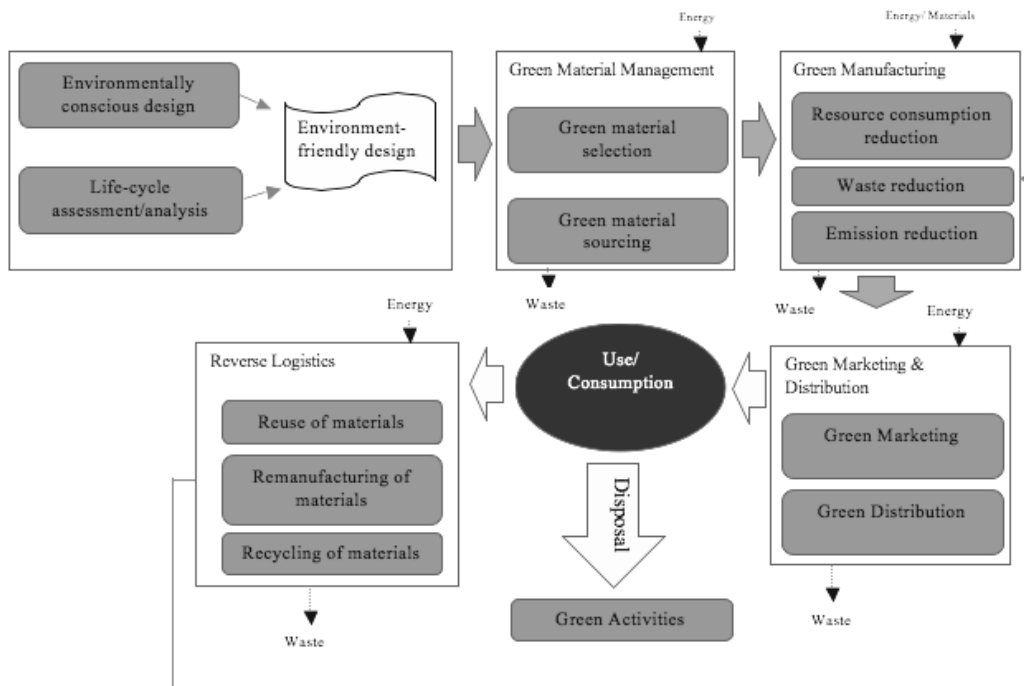 Energy
Energy/ Materials
Environmentally
conscious design
Environment-
friendly design
Life-cycle
assessment/analysis
Green Material Management
Green material
selection
Green material
sourcing
Green Manufacturing
Resource consumption
reduction
Waste reduction
Emission reduction
Waste
Waste
Energy
Energy
Reverse Logistics
Reuse of materials
Remanufacturing of
materials
Recycling of materials
Use/
Consumption
Green Marketing &
Distribution
Green Marketing
Green Distribution
Disposal
Green Activities
Waste
Waste